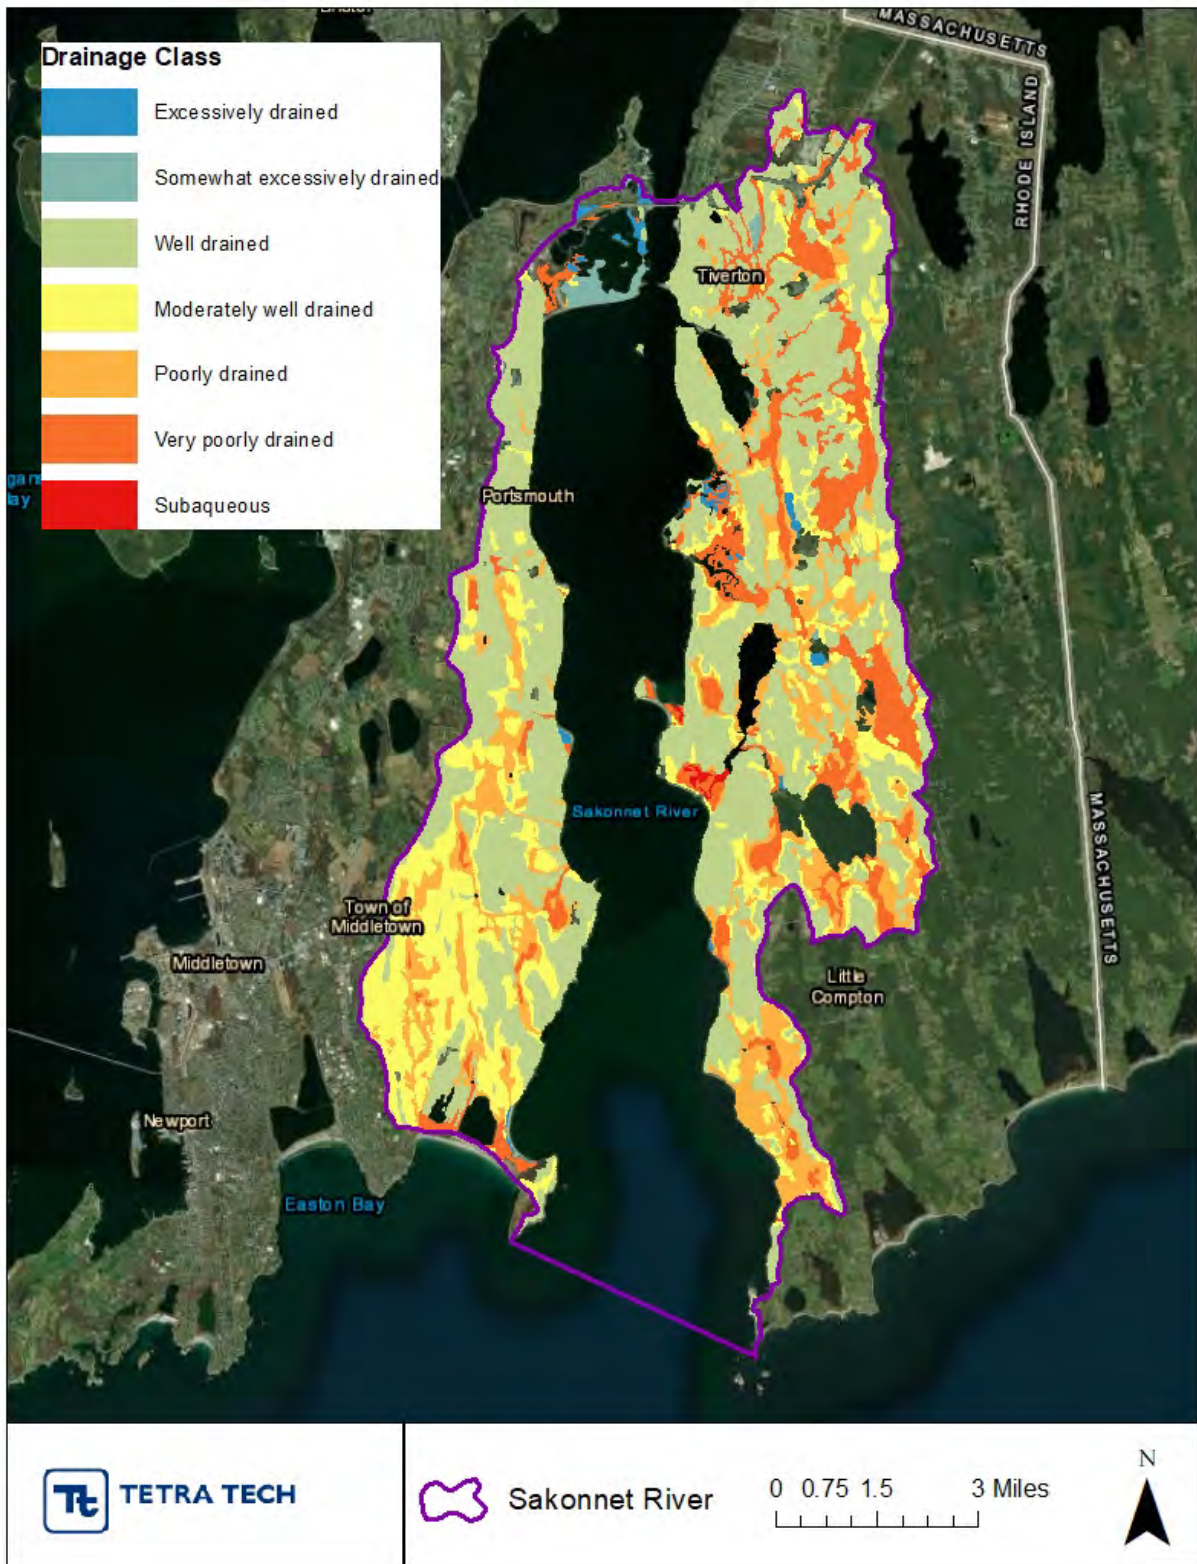 Drainage Class
Excessively drained
Somewhat excessively drained
Well drained
Moderately well drained
Poorly drained
Very poorly drained
Subaqueous
MASSACHUSETTS
RHODE ISLAND
Tiverton
Portsmouth
Sakonnet River
MASSACHUSETTS
Town of
Middletown
Middletown
Little
Compton
Newport
Easton Bay
Tt
TETRA TECH
Sakonnet River
0 0.75 1.5 3 Miles
N